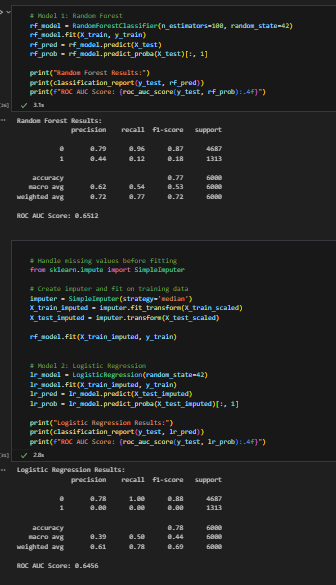 # Model 1: Random Forest
rf_model = RandomForestClassifier(n_estimators=100, random_state=42)
rf_model.fit(X_train, y_train)
rf_pred = rf_model.predict(X_test)
rf_prob = rf_model.predict_proba(X_test)[:, 1]
print("Random Forest Results:")
print(classification_report(y_test, rf_pred))
print(f"ROC AUC Score: {roc_auc_score(y_test, rf_prob):.4f}")
✓ 3.1s
Random Forest Results:
precision recall f1-score support
0 0.79 0.96 0.87 4687
1 0.44 0.12 0.18 1313
accuracy 0.77 6000
macro avg 0.62 0.54 0.53 6000
weighted avg 0.72 0.77 0.72 6000
ROC AUC Score: 0.6512
# Handle missing values before fitting
from sklearn.impute import SimpleImputer
# Create imputer and fit on training data
imputer = SimpleImputer(strategy='median')
X_train_imputed = imputer.fit_transform(X_train_scaled)
X_test_imputed = imputer.transform(X_test_scaled)
rf_model.fit(X_train_imputed, y_train)
# Model 2: Logistic Regression
lr_model = LogisticRegression(random_state=42)
lr_model.fit(X_train_imputed, y_train)
lr_pred = lr_model.predict(X_test_imputed)
lr_prob = lr_model.predict_proba(X_test_imputed)[:, 1]
print("Logistic Regression Results:")
print(classification_report(y_test, lr_pred))
print(f"ROC AUC Score: {roc_auc_score(y_test, lr_prob):.4f}")
✓ 2.8s
Logistic Regression Results:
precision recall f1-score support
0 0.78 1.00 0.88 4687
1 0.00 0.00 0.00 1313
accuracy 0.78 6000
macro avg 0.39 0.50 0.44 6000
weighted avg 0.61 0.78 0.69 6000
ROC AUC Score: 0.6456